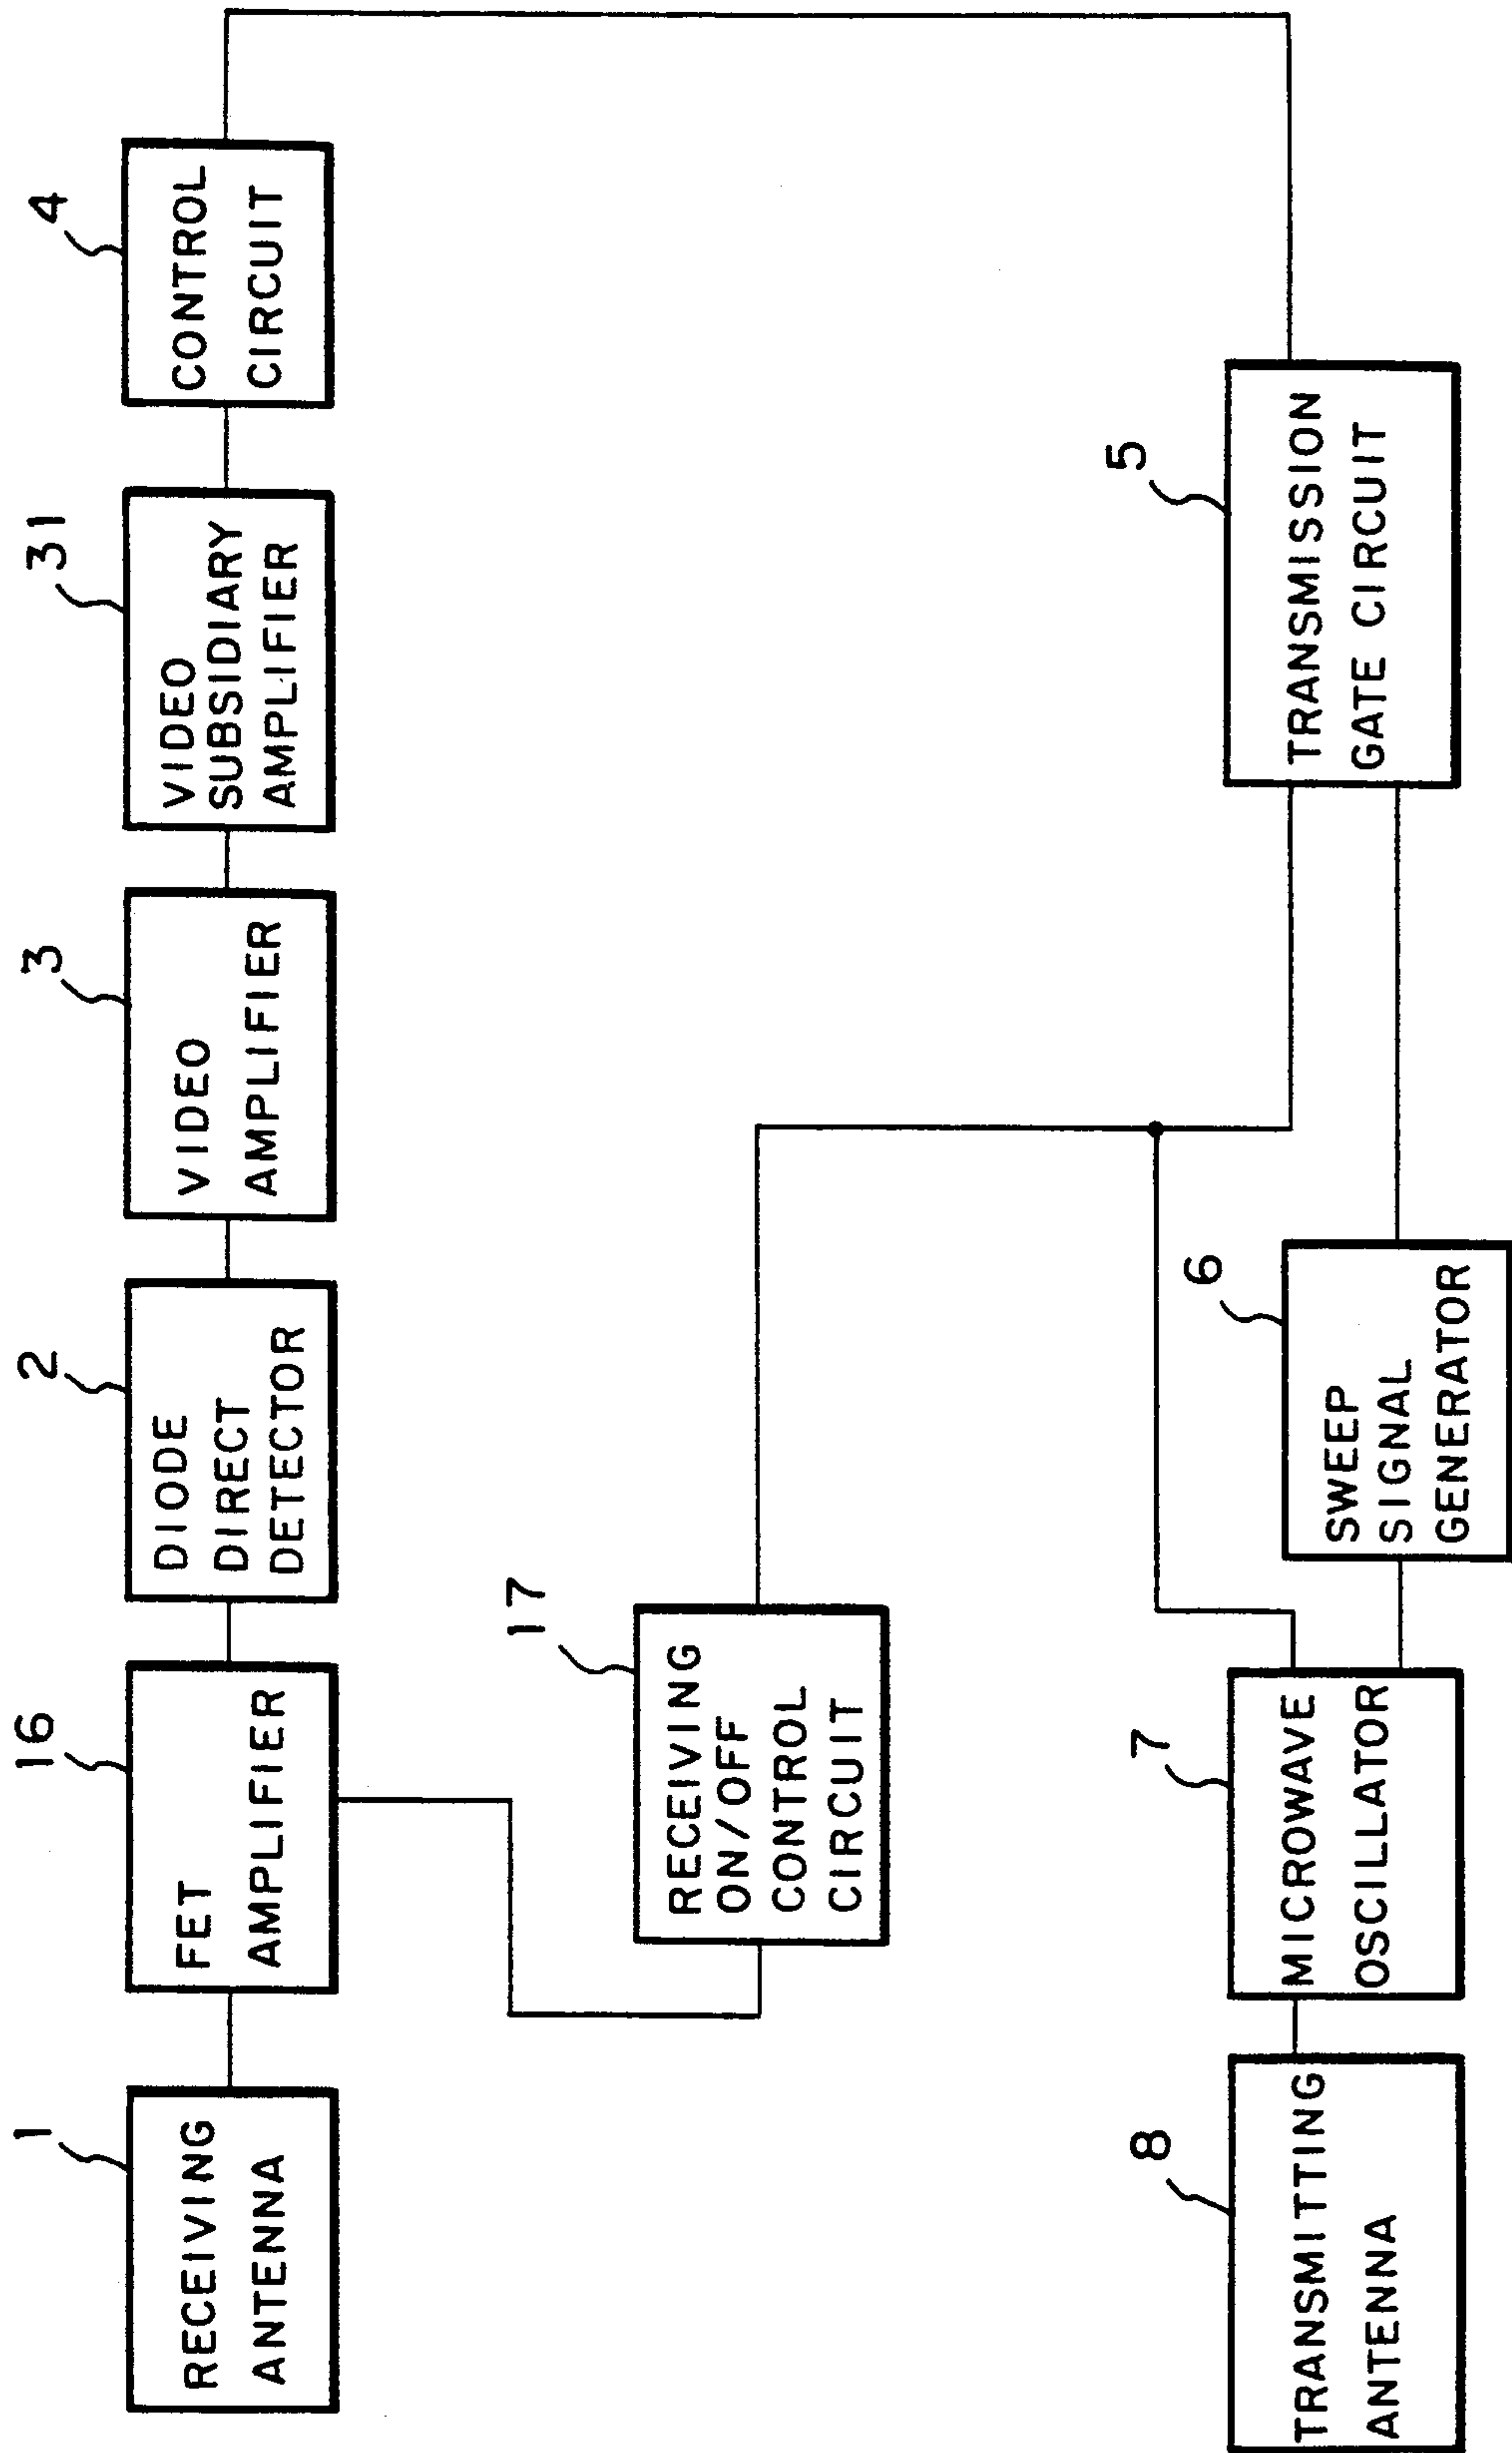 1
RECEIVING
ANTENNA
16
FET
AMPLIFIER
2
DIODE
DIRECT
DETECTOR
3
VIDEO
AMPLIFIER
31
VIDEO
SUBSIDIARY
AMPLIFIER
4
CONTROL
CIRCUIT
17
RECEIVING
ON/OFF
CONTROL
CIRCUIT
8
TRANSMITTING
ANTENNA
7
MICROWAVE
OSCILLATOR
6
SWEEP
SIGNAL
GENERATOR
5
TRANSMISSION
GATE CIRCUIT